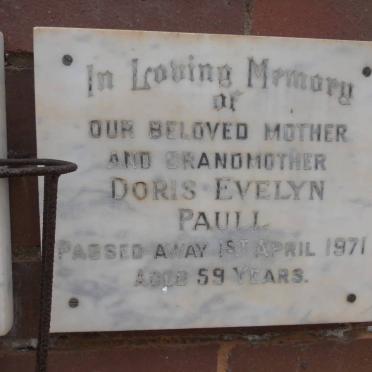 In Loving Memory
of
OUR BELOVED MOTHER
AND GRANDMOTHER
DORIS EVELYN
PAULL
PASSED AWAY 1ST APRIL 1971
AGED 59 YEARS.